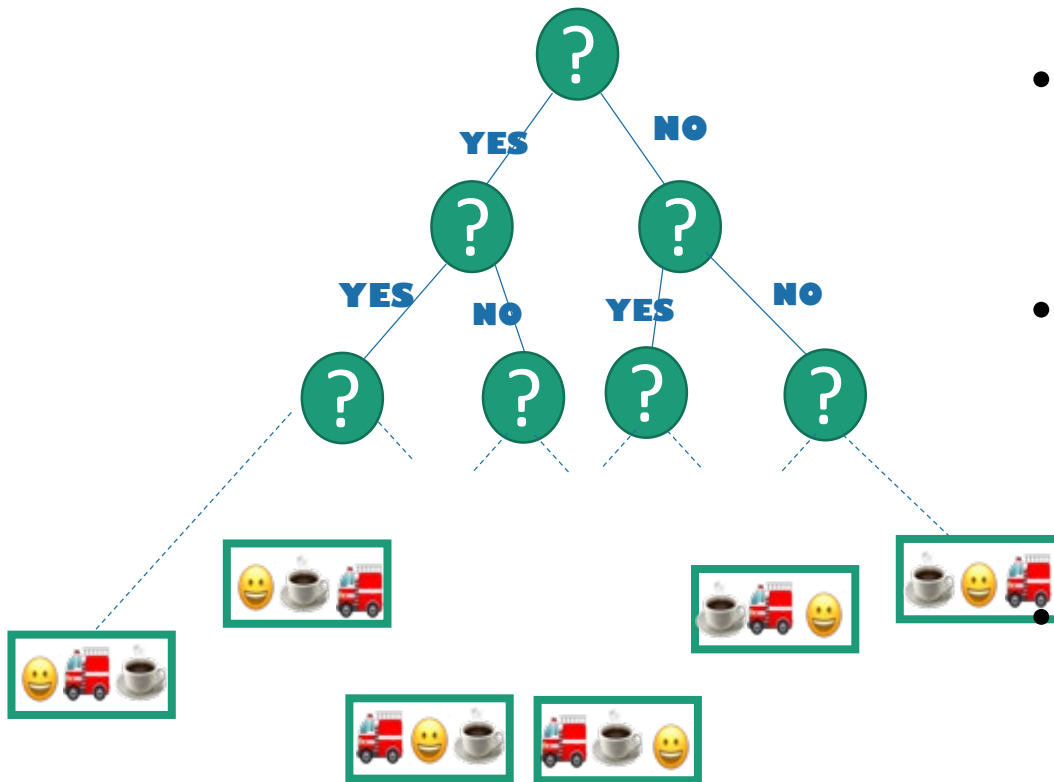 ?
YES NO
? ?
YES NO YES NO
? ? ? ?